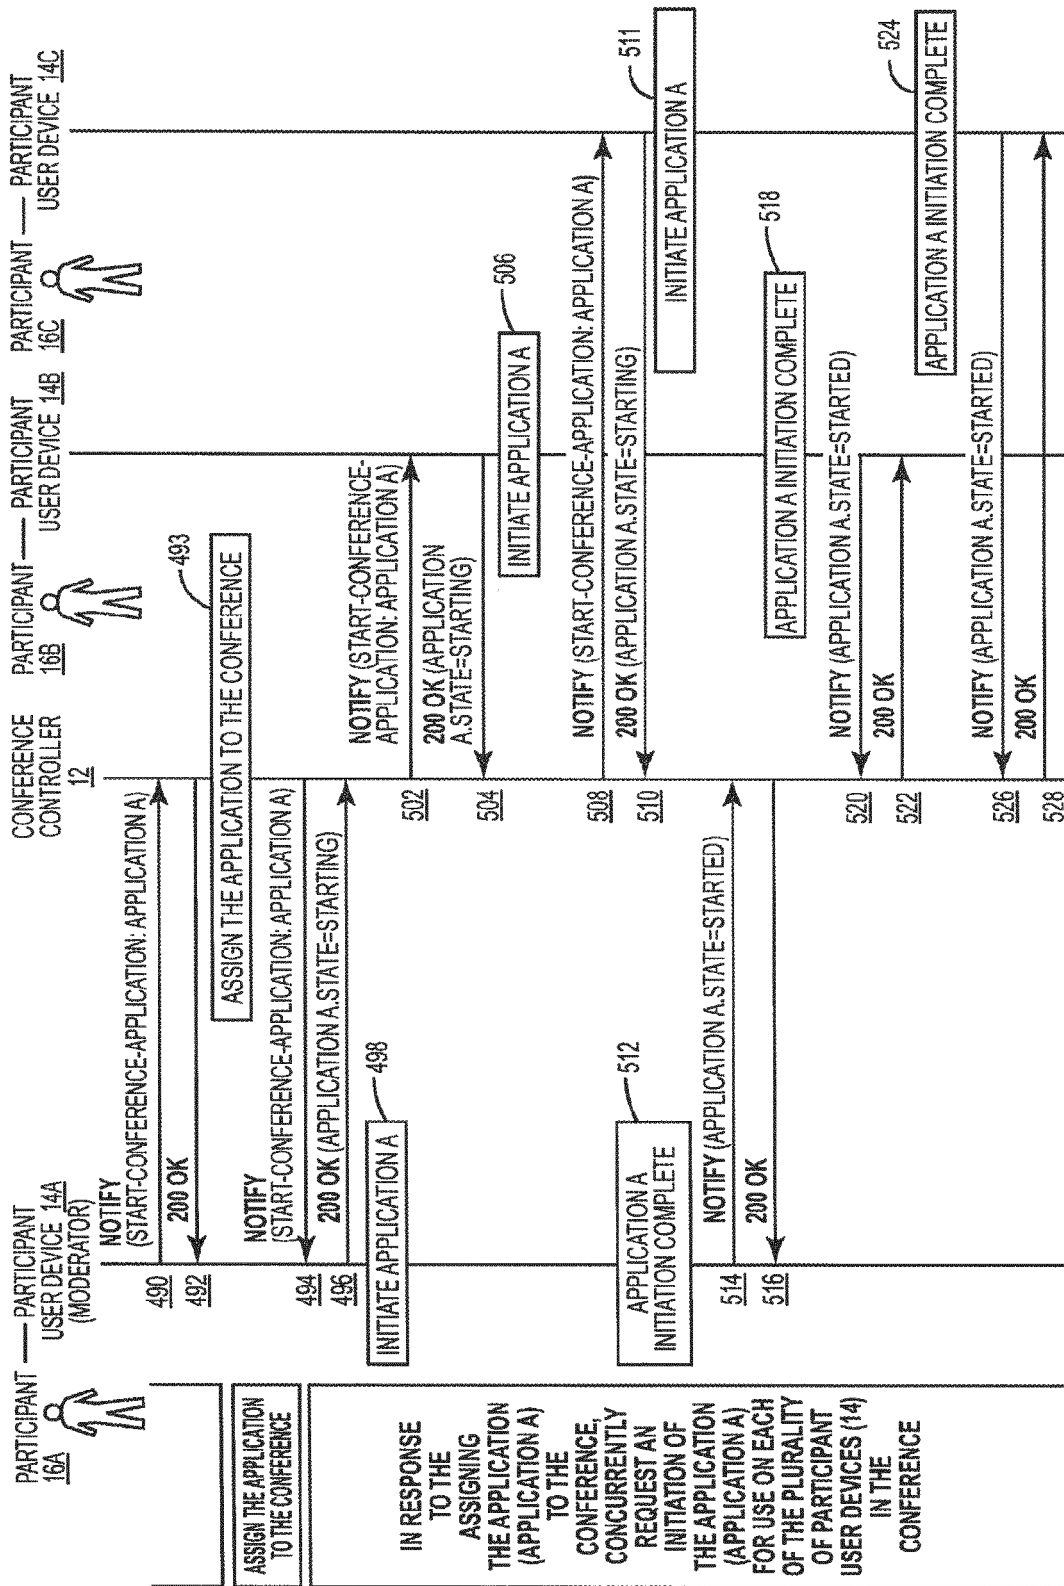 PARTICIPANT — PARTICIPANT
16A
USER DEVICE 14A
(MODERATOR)
CONFERENCE
CONTROLLER
12
PARTICIPANT — PARTICIPANT
16B
USER DEVICE 14B
PARTICIPANT — PARTICIPANT
16C
USER DEVICE 14C
NOTIFY
(START-CONFERENCE-APPLICATION: APPLICATION A)
490
200 OK
492
493
ASSIGN THE APPLICATION TO THE CONFERENCE
ASSIGN THE APPLICATION
TO THE CONFERENCE
NOTIFY
(START-CONFERENCE-APPLICATION: APPLICATION A)
494
200 OK (APPLICATION A.STATE=STARTING)
496
INITIATE APPLICATION A
498
IN RESPONSE
TO THE
ASSIGNING
THE APPLICATION
(APPLICATION A)
TO THE
CONFERENCE,
CONCURRENTLY
REQUEST AN
INITIATION OF
THE APPLICATION
(APPLICATION A)
FOR USE ON EACH
OF THE PLURALITY
OF PARTICIPANT
USER DEVICES (14)
IN THE
CONFERENCE
NOTIFY (START-CONFERENCE-
APPLICATION: APPLICATION A)
502
200 OK (APPLICATION
A.STATE=STARTING)
504
INITIATE APPLICATION A
506
NOTIFY (START-CONFERENCE-APPLICATION: APPLICATION A)
508
200 OK (APPLICATION A.STATE=STARTING)
510
INITIATE APPLICATION A
511
APPLICATION A
INITIATION COMPLETE
512
NOTIFY (APPLICATION A.STATE=STARTED)
514
200 OK
516
APPLICATION A INITIATION COMPLETE
518
NOTIFY (APPLICATION A.STATE=STARTED)
520
200 OK
522
APPLICATION A INITIATION COMPLETE
524
NOTIFY (APPLICATION A.STATE=STARTED)
526
200 OK
528